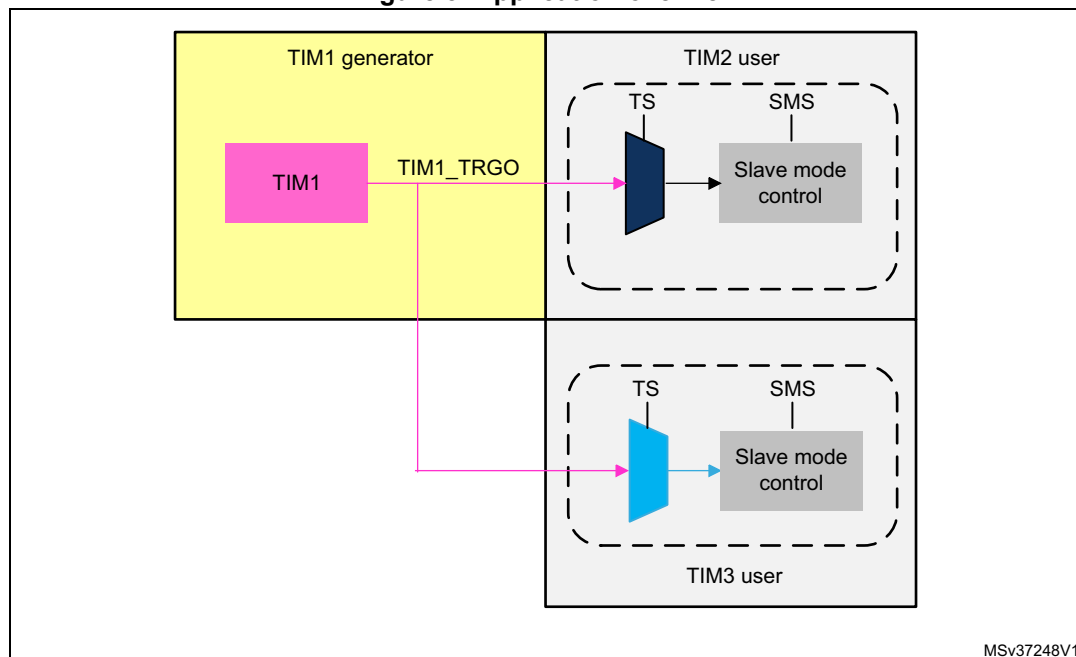 TIM1 generator
TIM2 user
TS
SMS
TIM1
TIM1_TRGO
Slave mode
control
TS
SMS
Slave mode
control
TIM3 user
MSv37248V1